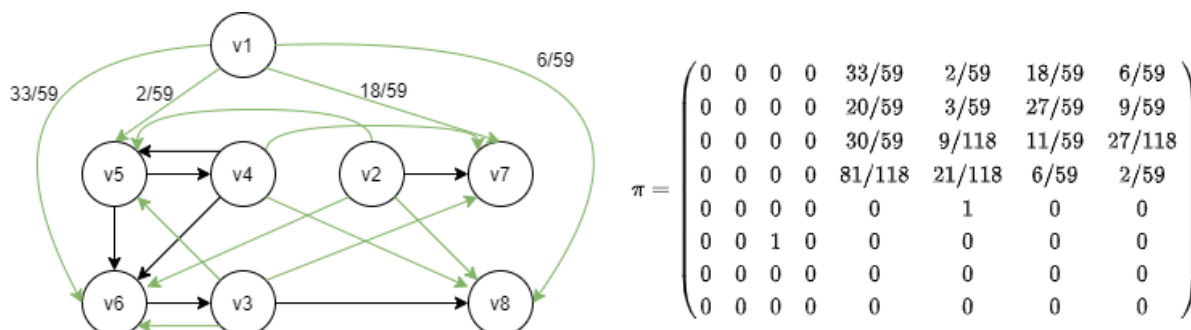 v1
6/59
33/59
2/59
18/59
v5
v4
v2
v7
v6
v3
v8
π =
0 0 0 0 33/59 2/59 18/59 6/59
0 0 0 0 20/59 3/59 27/59 9/59
0 0 0 0 30/59 9/118 11/59 27/118
0 0 0 0 81/118 21/118 6/59 2/59
0 0 0 0 0 1 0 0
0 0 1 0 0 0 0 0
0 0 0 0 0 0 0 0
0 0 0 0 0 0 0 0